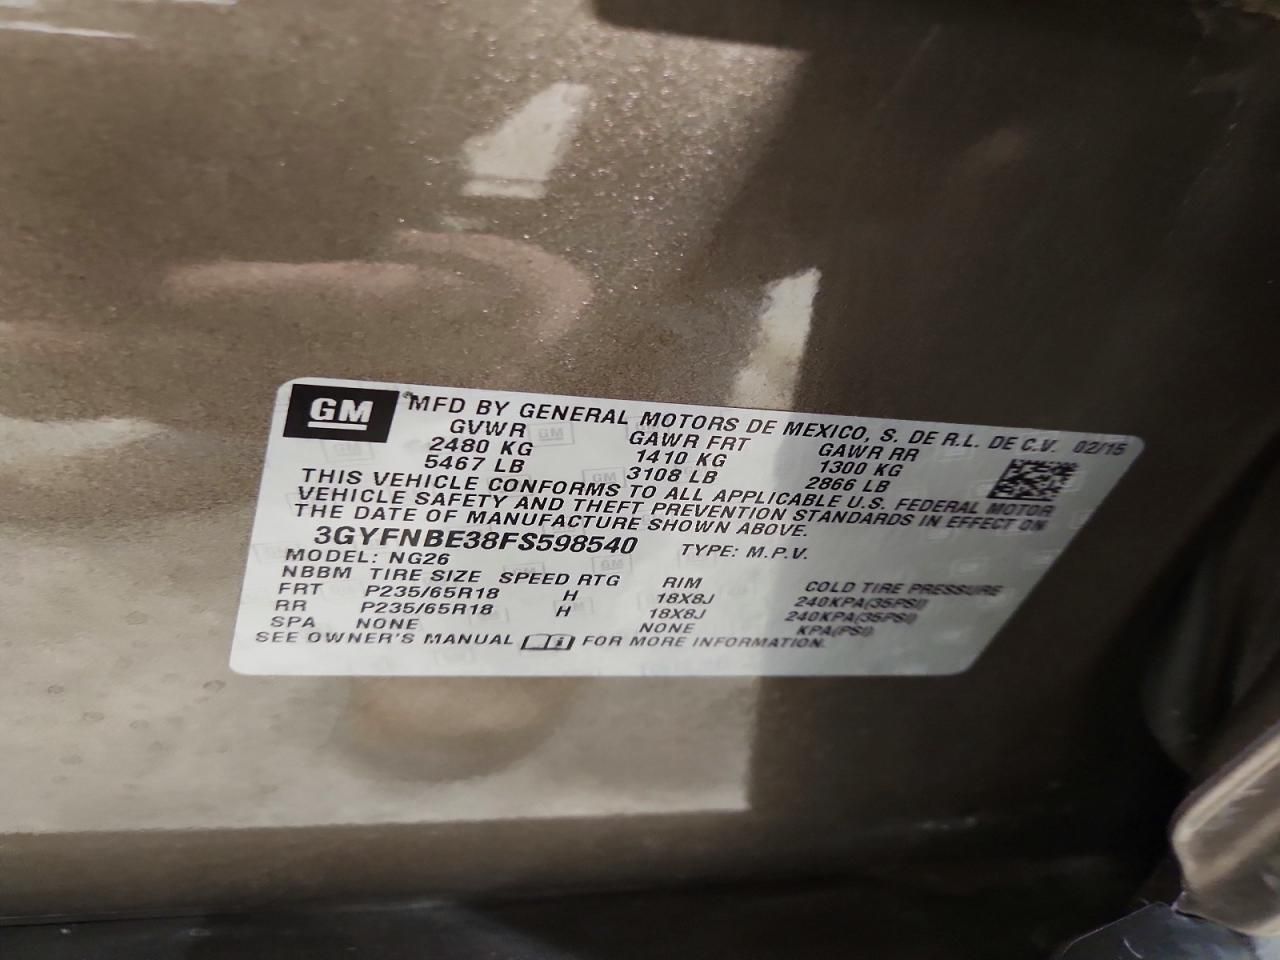 GM MFD BY GENERAL MOTORS DE MEXICO, S. DE R.L. DE C.V. 02/15
GVWR GAWR FRT GAWR RR
2480 KG 1410 KG 1300 KG
5467 LB 3108 LB 2866 LB
THIS VEHICLE CONFORMS TO ALL APPLICABLE U.S. FEDERAL MOTOR
VEHICLE SAFETY AND THEFT PREVENTION STANDARDS IN EFFECT ON
THE DATE OF MANUFACTURE SHOWN ABOVE.
3GYFNBE38FS598540 TYPE: M.P.V.
MODEL: NG26
NBBM TIRE SIZE SPEED RTG RIM COLD TIRE PRESSURE
FRT P235/65R18 H 18X8J 240KPA(35PSI)
RR P235/65R18 H 18X8J 240KPA(35PSI)
SPA NONE NONE KPA(PSI)
SEE OWNER'S MANUAL FOR MORE INFORMATION.